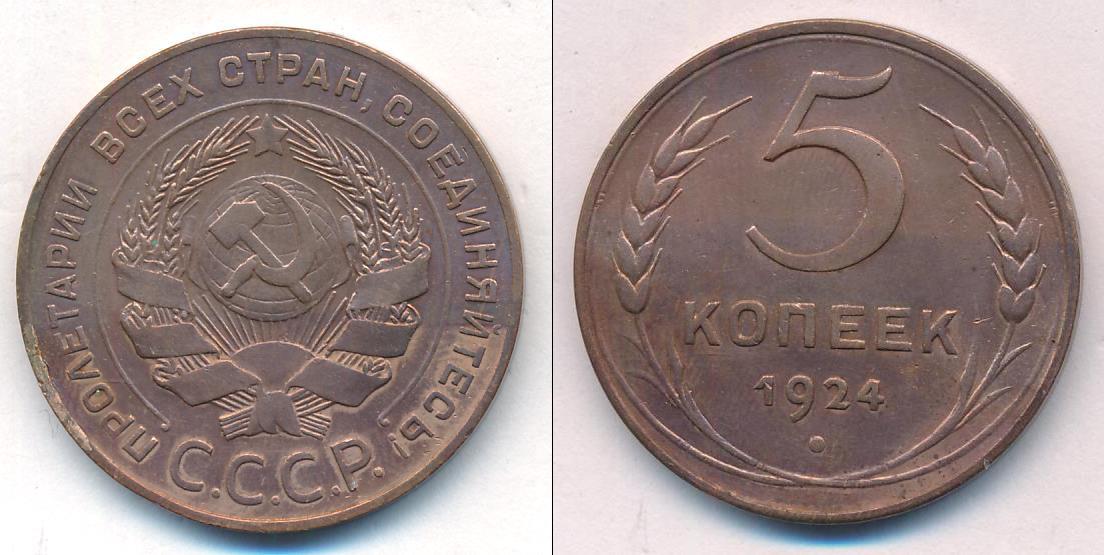 ПРОЛЕТАРИИ ВСЕХ СТРАН, СОЕДИНЯЙТЕСЬ!
С.С.С.Р.
5
КОПЕЕК
1924